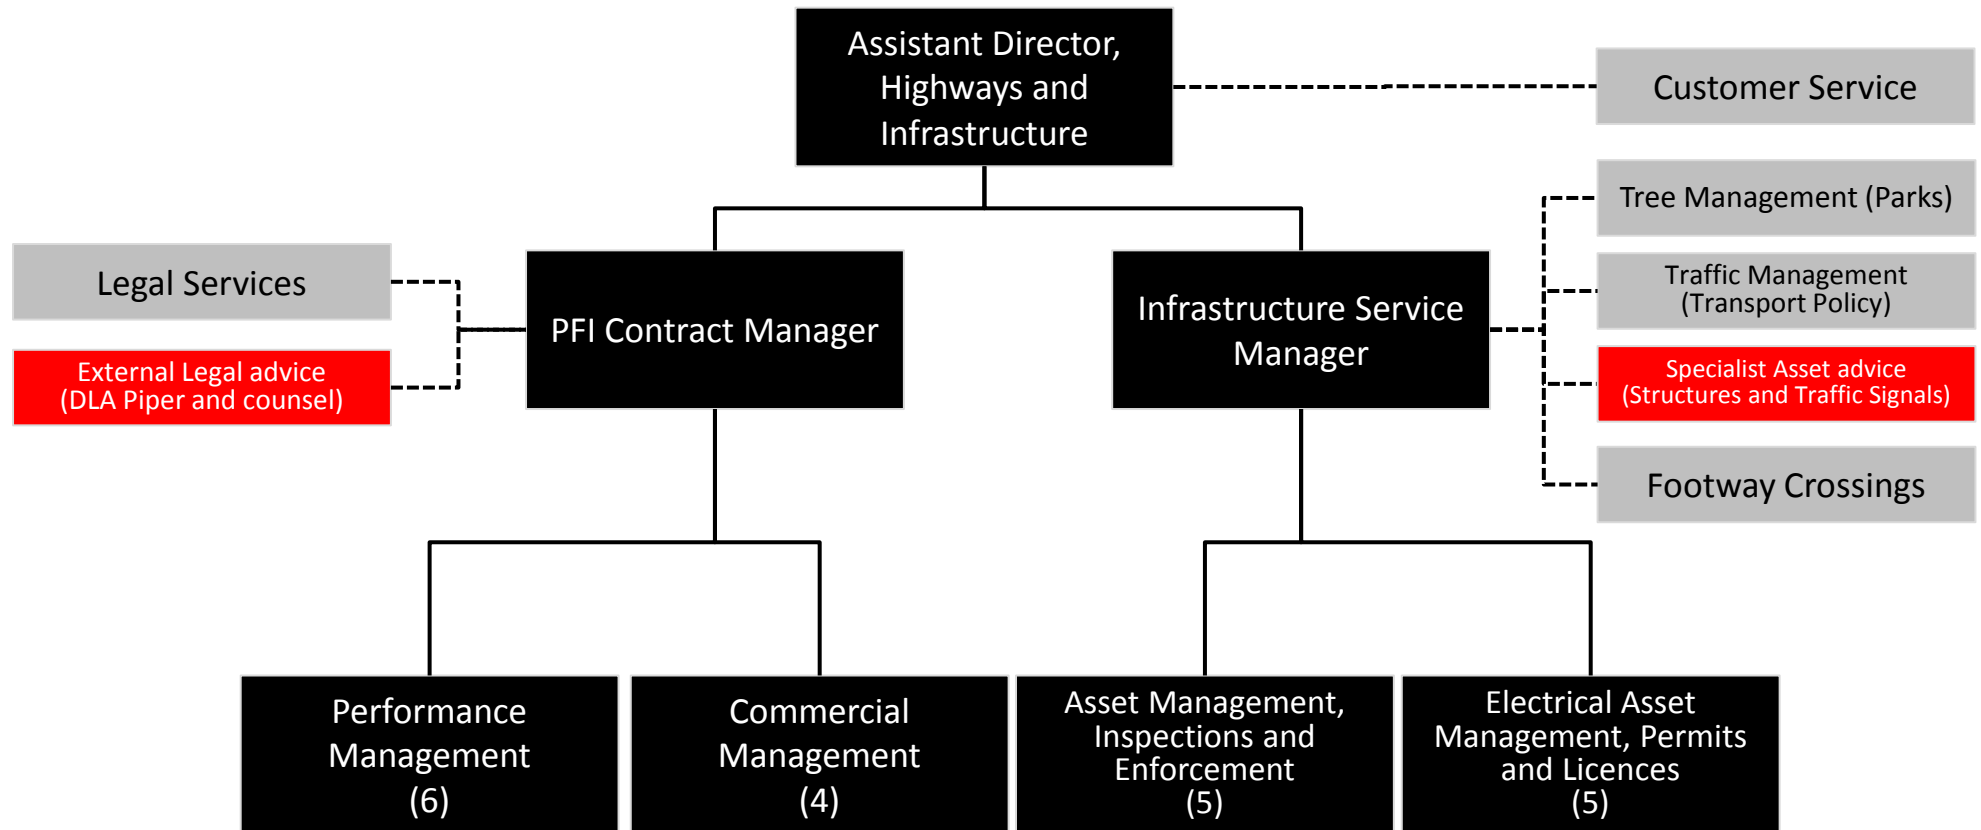 Assistant Director,
Highways and
Infrastructure
Customer Service
Tree Management (Parks)
Legal Services
PFI Contract Manager
Infrastructure Service
Manager
Traffic Management
(Transport Policy)
External Legal advice
(DLA Piper and counsel)
Specialist Asset advice
(Structures and Traffic Signals)
Footway Crossings
Performance
Management
(6)
Commercial
Management
(4)
Asset Management,
Inspections and
Enforcement
(5)
Electrical Asset
Management, Permits
and Licences
(5)